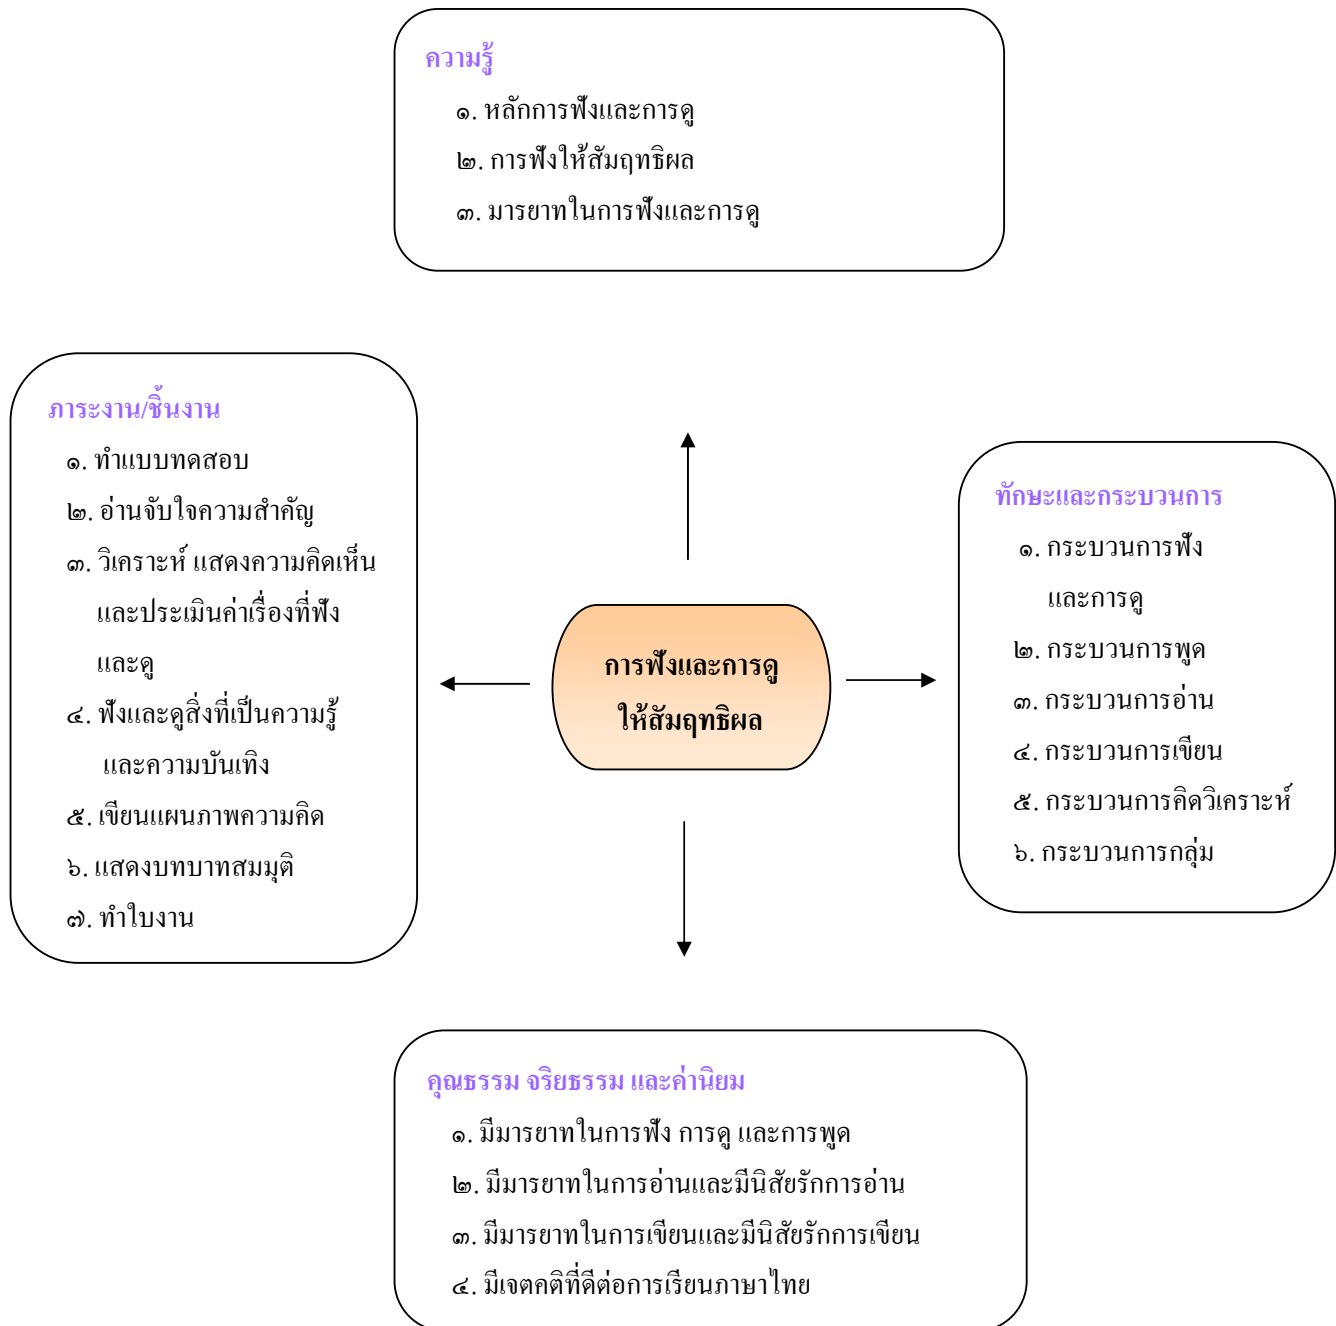 ความรู้
๑. หลักการฟังและการดู
๒. การฟังให้สัมฤทธิผล
๓. มารยาทในการฟังและการดู
ภาระงาน/ชิ้นงาน
๑. ทำแบบทดสอบ
๒. อ่านจับใจความสำคัญ
๓. วิเคราะห์ แสดงความคิดเห็น
และประเมินค่าเรื่องที่ฟัง
และดู
๔. ฟังและดูสิ่งที่เป็นความรู้
และความบันเทิง
๕. เขียนแผนภาพความคิด
๖. แสดงบทบาทสมมุติ
๗. ทำใบงาน
การฟังและการดู
ให้สัมฤทธิผล
ทักษะและกระบวนการ
๑. กระบวนการฟัง
และการดู
๒. กระบวนการพูด
๓. กระบวนการอ่าน
๔. กระบวนการเขียน
๕. กระบวนการคิดวิเคราะห์
๖. กระบวนการกลุ่ม
คุณธรรม จริยธรรม และค่านิยม
๑. มีมารยาทในการฟัง การดู และการพูด
๒. มีมารยาทในการอ่านและมีนิสัยรักการอ่าน
๓. มีมารยาทในการเขียนและมีนิสัยรักการเขียน
๔. มีเจตคติที่ดีต่อการเรียนภาษาไทย